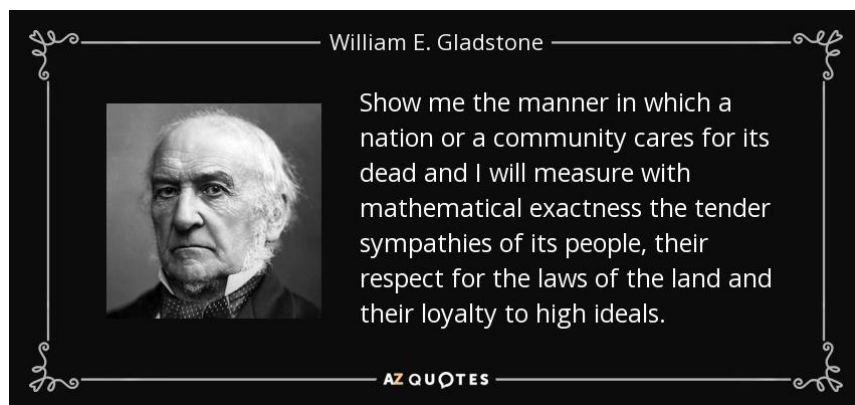 William E. Gladstone
Show me the manner in which a
nation or a community cares for its
dead and I will measure with
mathematical exactness the tender
sympathies of its people, their
respect for the laws of the land and
their loyalty to high ideals.
AZ QUOTES